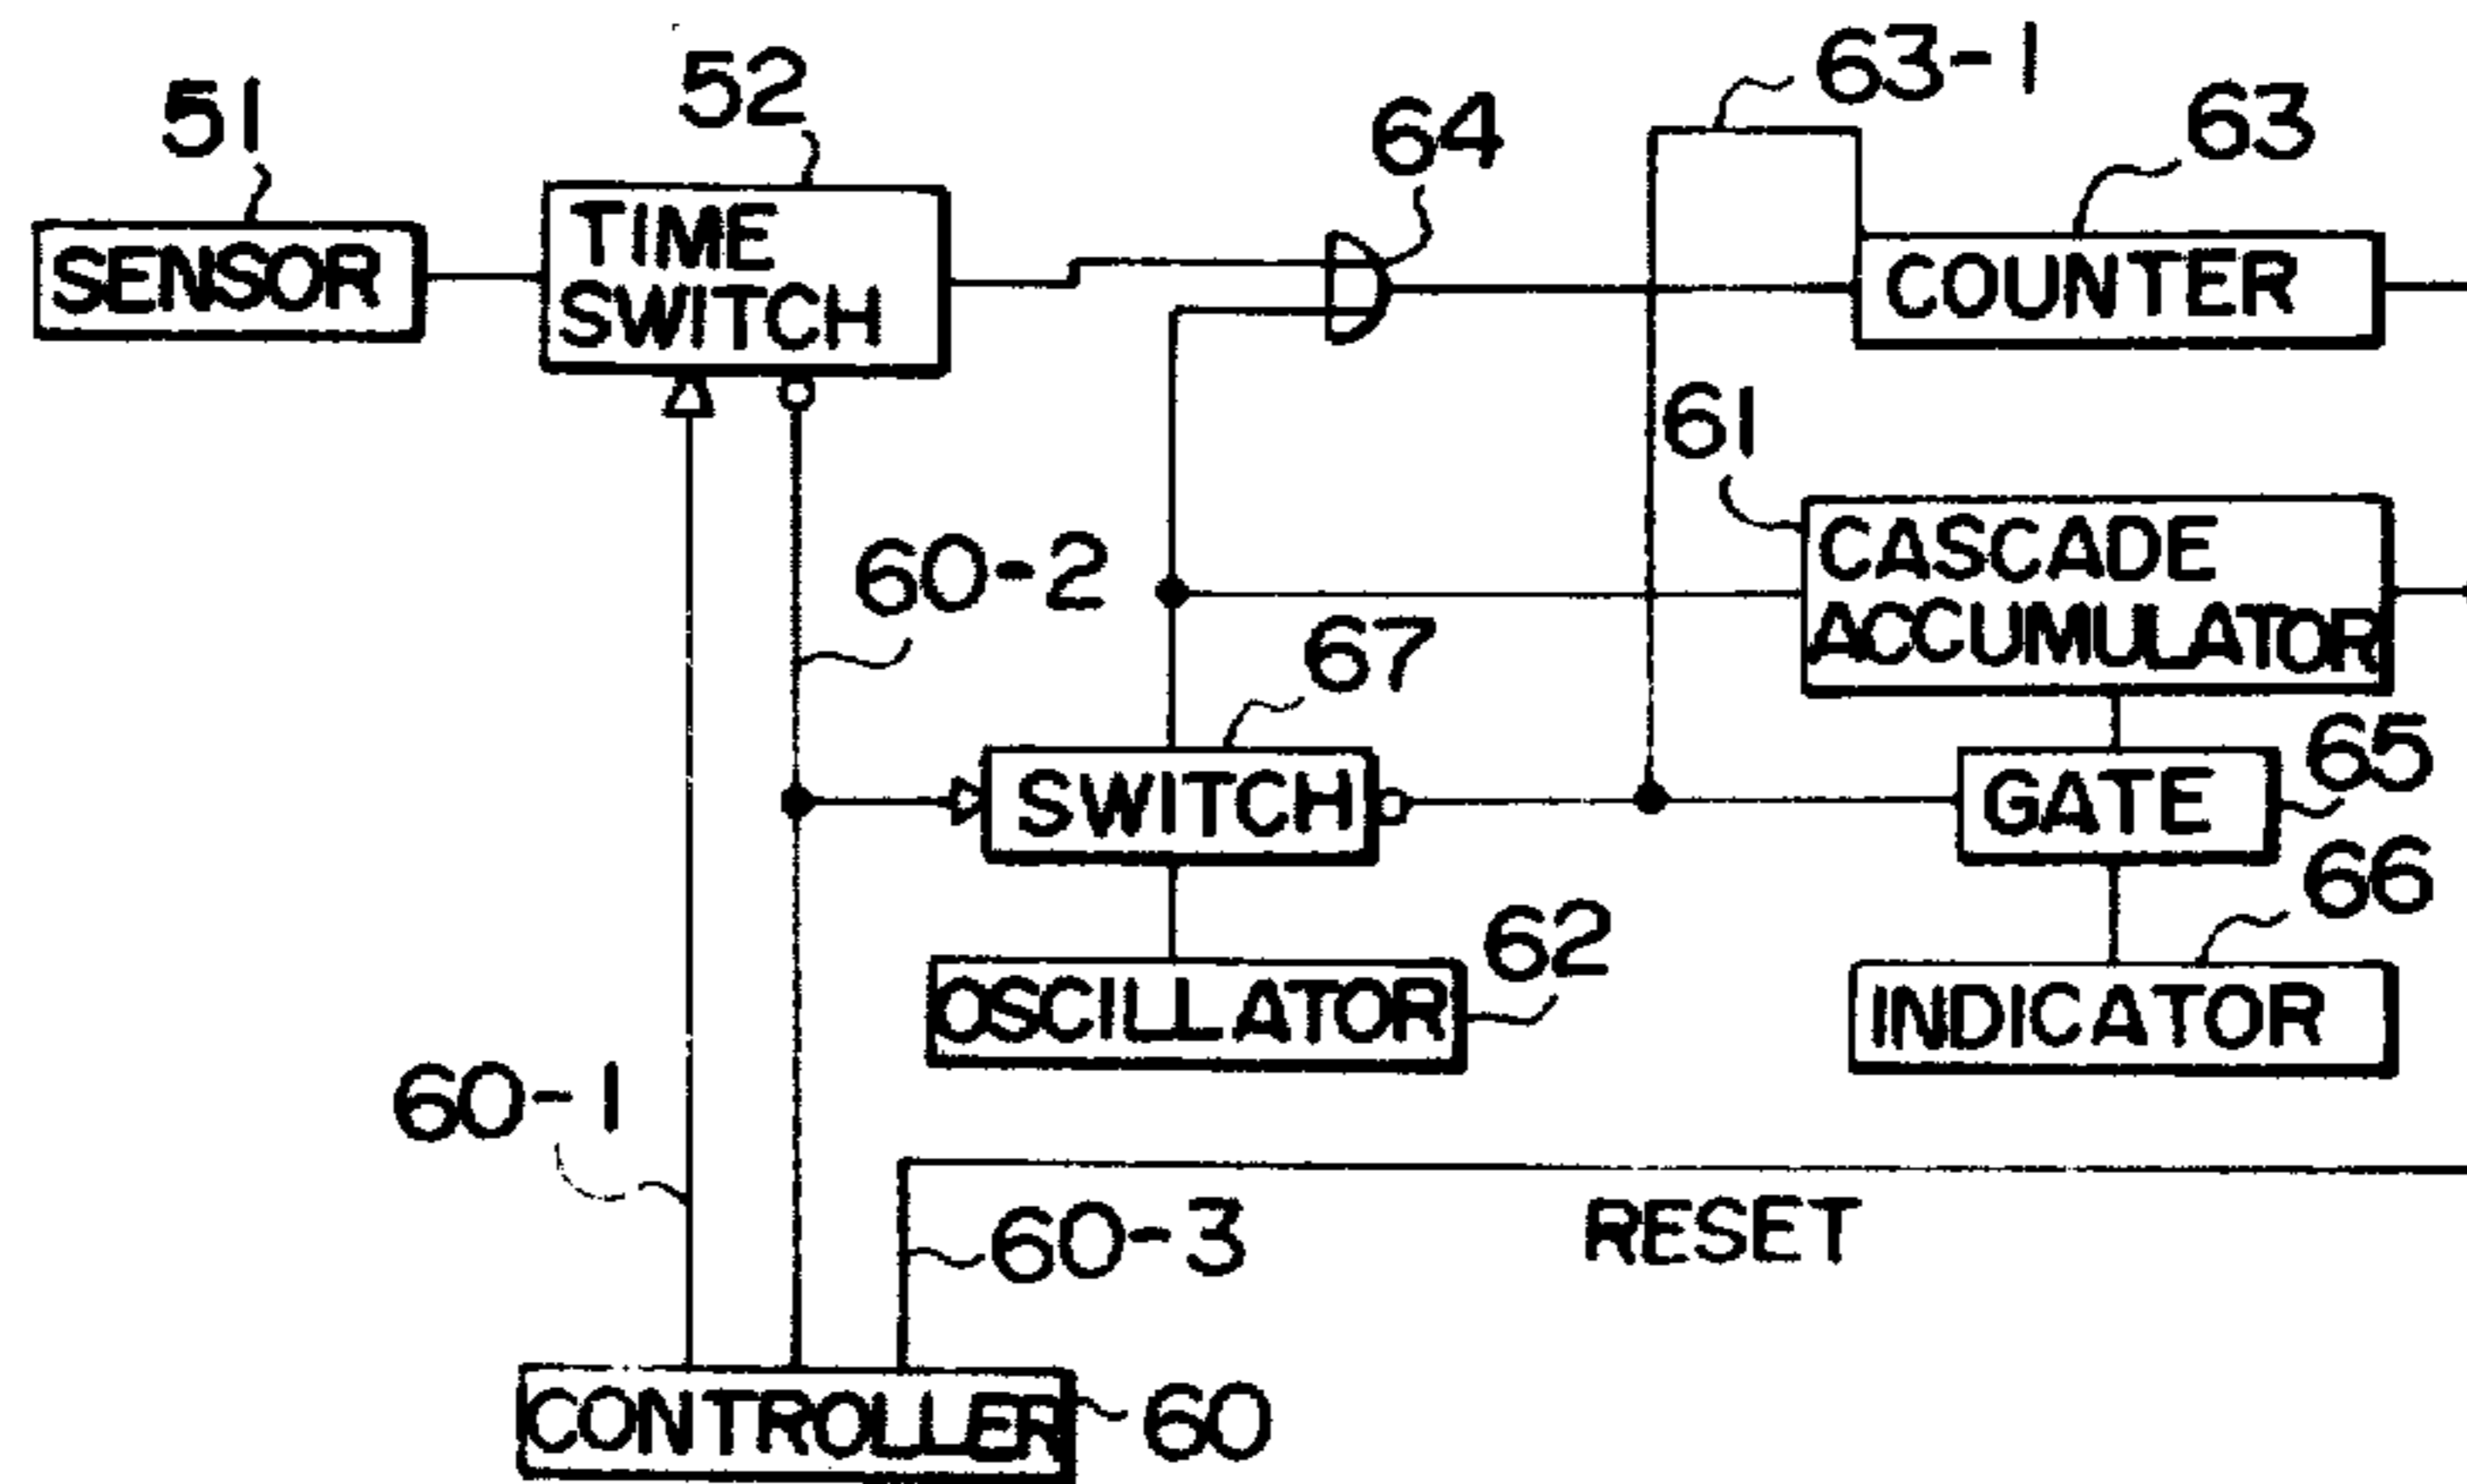 51
52
64
63-1
63
SENSOR
TIME
SWITCH
COUNTER
61
60-2
CASCADE
ACCUMULATOR
67
65
SWITCH
GATE
62
66
OSCILLATOR
INDICATOR
60-1
60-3
RESET
CONTROLLER
60